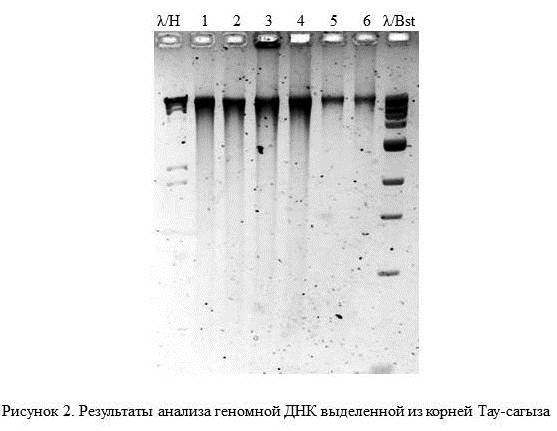 λ/H 1 2 3 4 5 6 λ/Bst
Рисунок 2. Результаты анализа геномной ДНК выделенной из корней Тау-сагыза